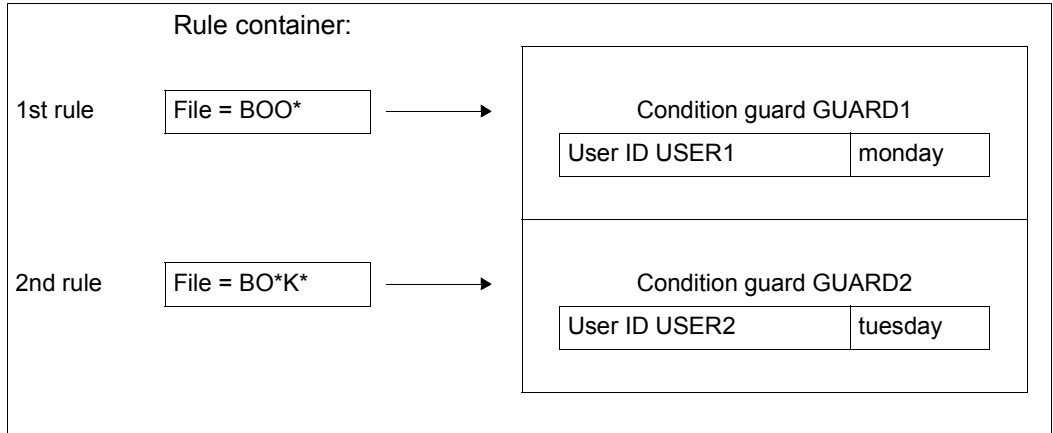 Rule container:
1st rule
File = BOO*
Condition guard GUARD1
User ID USER1
monday
2nd rule
File = BO*K*
Condition guard GUARD2
User ID USER2
tuesday